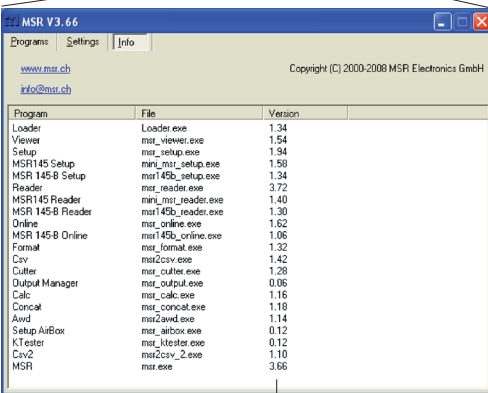 MSR V3.66
Programs Settings Info
www.msr.ch Copyright (C) 2000-2008 MSR Electronics GmbH
info@msr.ch
Program File Version
Loader Loader.exe 1.34
Viewer msr_viewer.exe 1.54
Setup msr_setup.exe 1.94
MSR145 Setup mini_msr_setup.exe 1.58
MSR 145-B Setup msr145b_setup.exe 1.34
Reader msr_reader.exe 3.72
MSR145 Reader mini_msr_reader.exe 1.40
MSR 145-B Reader msr145b_reader.exe 1.30
Online msr_online.exe 1.62
MSR 145-B Online msr145b_online.exe 1.06
Format msr_format.exe 1.32
Csv msr2csv.exe 1.42
Cutter msr_cutter.exe 1.28
Output Manager msr_output.exe 0.06
Calc msr_calc.exe 1.16
Concat msr_concat.exe 1.18
Awd msr2awd.exe 1.14
Setup AirBox msr_airbox.exe 0.12
KTester msr_ktester.exe 0.12
Csv2 msr2csv_2.exe 1.10
MSR msr.exe 3.66